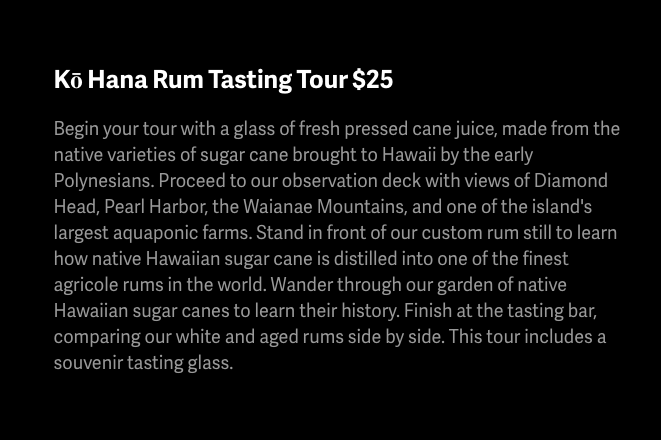 Kō Hana Rum Tasting Tour $25
Begin your tour with a glass of fresh pressed cane juice, made from the
native varieties of sugar cane brought to Hawaii by the early
Polynesians. Proceed to our observation deck with views of Diamond
Head, Pearl Harbor, the Waianae Mountains, and one of the island's
largest aquaponic farms. Stand in front of our custom rum still to learn
how native Hawaiian sugar cane is distilled into one of the finest
agricole rums in the world. Wander through our garden of native
Hawaiian sugar canes to learn their history. Finish at the tasting bar,
comparing our white and aged rums side by side. This tour includes a
souvenir tasting glass.